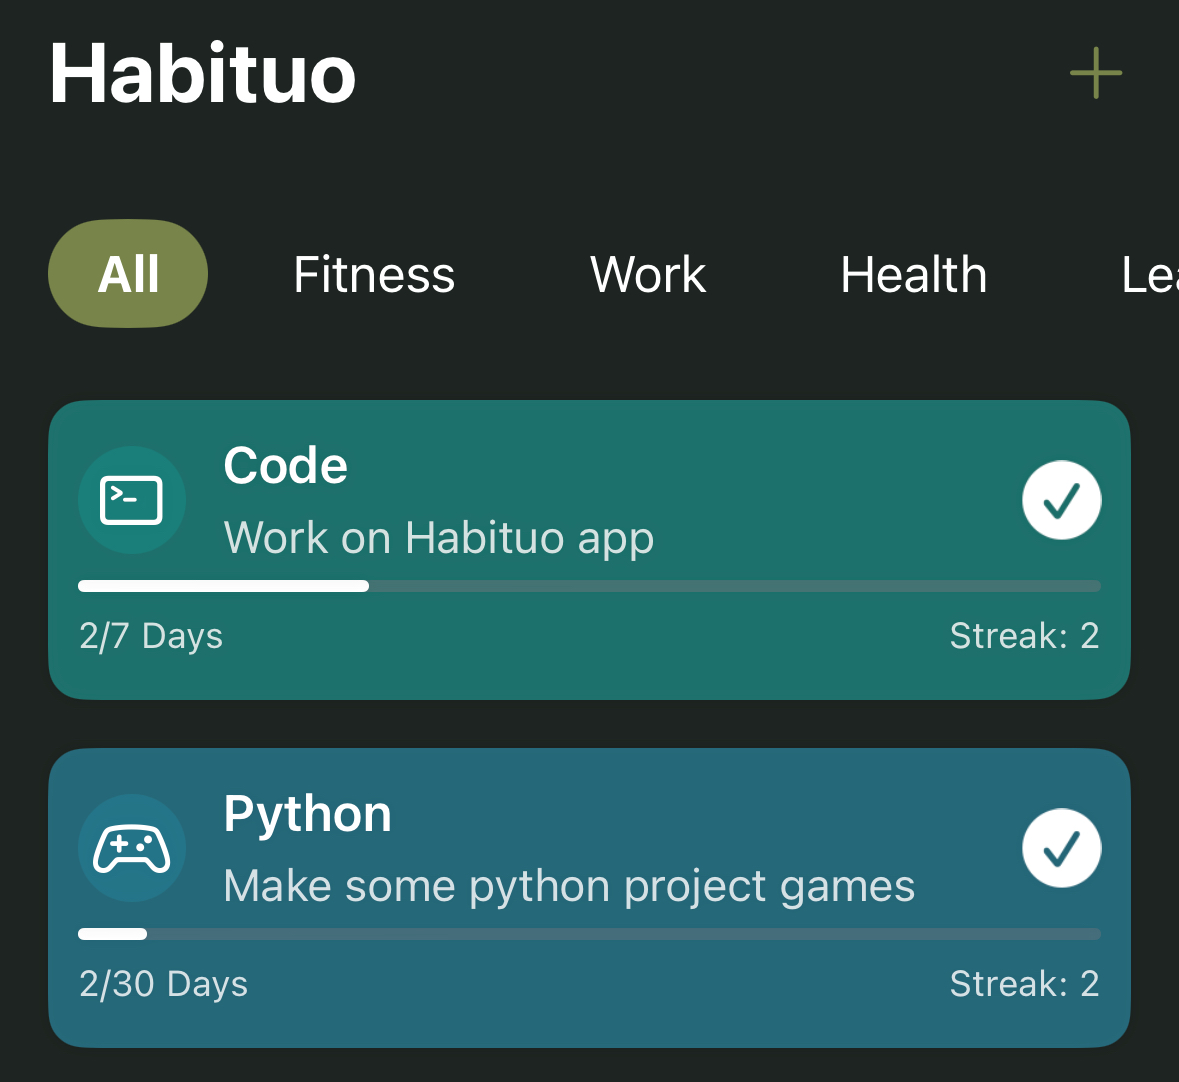 Habituo
All Fitness Work Health Lea
Code
Work on Habituo app
2/7 Days Streak: 2
Python
Make some python project games
2/30 Days Streak: 2